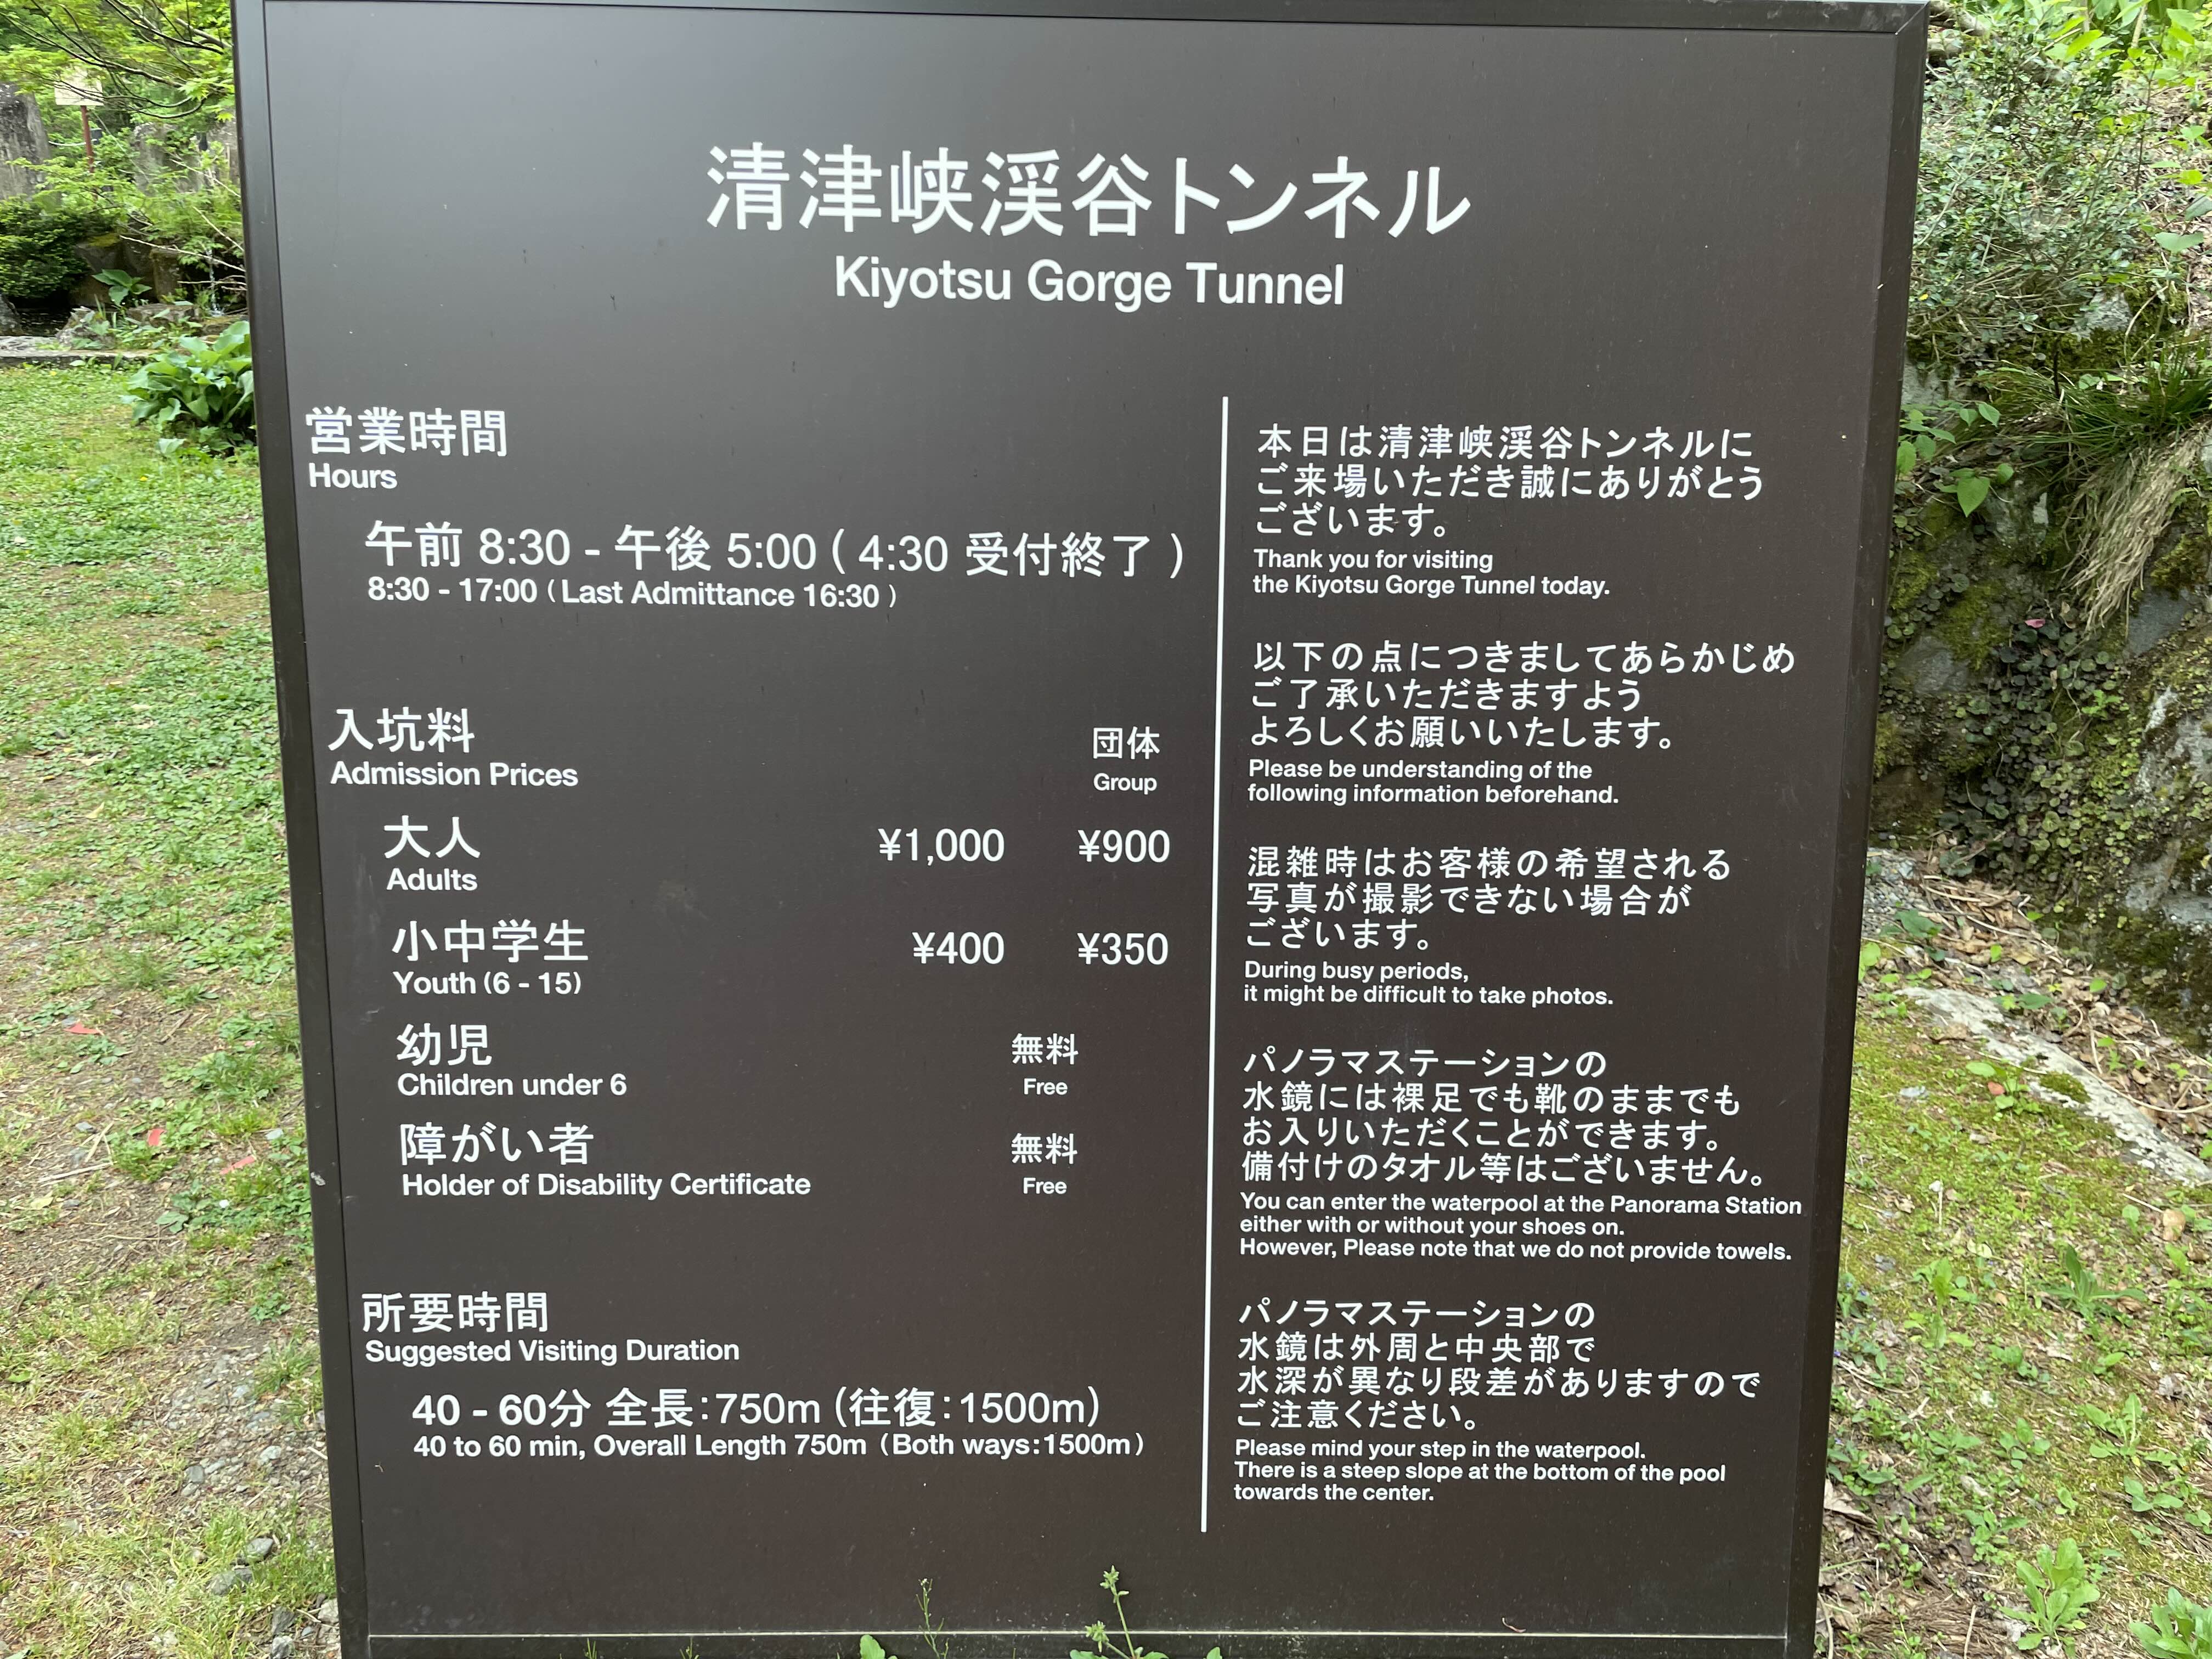 清津峡渓谷トンネル
Kiyotsu Gorge Tunnel
営業時間
Hours
午前 8:30 - 午後 5:00 ( 4:30 受付終了 )
8:30 - 17:00 (Last Admittance 16:30 )
入坑料
Admission Prices
団体
Group
大人 ¥1,000 ¥900
Adults
小中学生 ¥400 ¥350
Youth (6 - 15)
幼児 無料
Children under 6 Free
障がい者 無料
Holder of Disability Certificate Free
所要時間
Suggested Visiting Duration
40 - 60分 全長:750m (往復:1500m)
40 to 60 min, Overall Length 750m (Both ways:1500m)
本日は清津峡渓谷トンネルに
ご来場いただき誠にありがとう
ございます。
Thank you for visiting
the Kiyotsu Gorge Tunnel today.
以下の点につきましてあらかじめ
ご了承いただきますよう
よろしくお願いいたします。
Please be understanding of the
following information beforehand.
混雑時はお客様の希望される
写真が撮影できない場合が
ございます。
During busy periods,
it might be difficult to take photos.
パノラマステーションの
水鏡には裸足でも靴のままでも
お入りいただくことができます。
備付けのタオル等はございません。
You can enter the waterpool at the Panorama Station
either with or without your shoes on.
However, Please note that we do not provide towels.
パノラマステーションの
水鏡は外周と中央部で
水深が異なり段差がありますので
ご注意ください。
Please mind your step in the waterpool.
There is a steep slope at the bottom of the pool
towards the center.